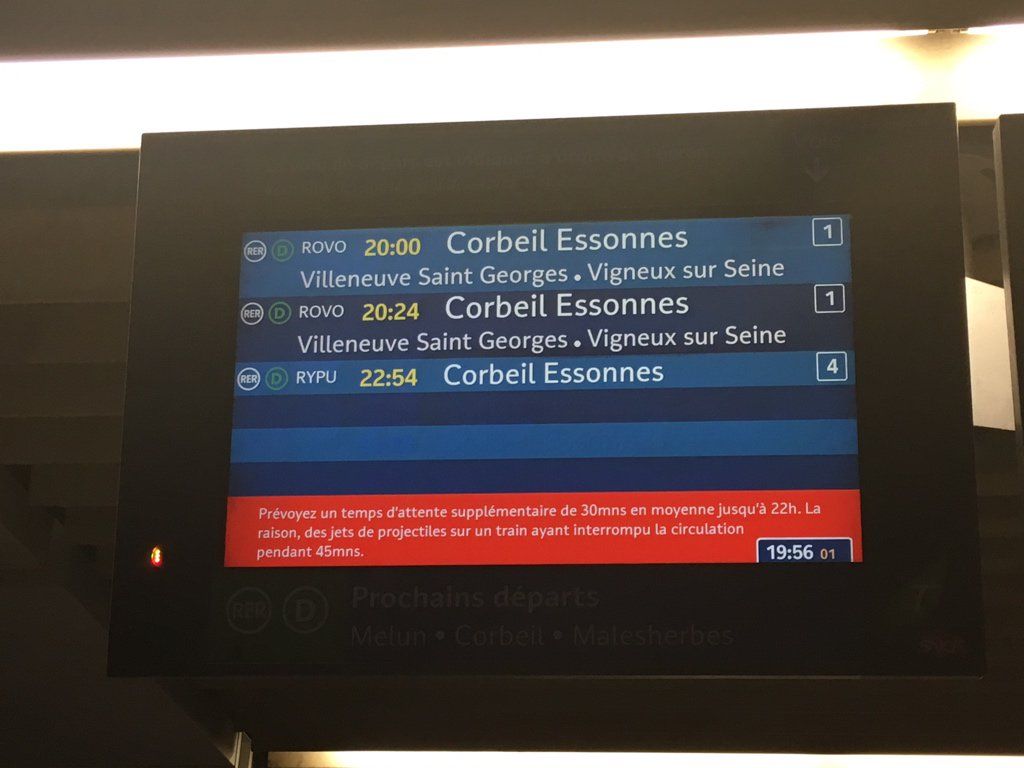 RER D ROVO 20:00 Corbeil Essonnes 1
Villeneuve Saint Georges • Vigneux sur Seine
RER D ROVO 20:24 Corbeil Essonnes 1
Villeneuve Saint Georges • Vigneux sur Seine
RER D RYPU 22:54 Corbeil Essonnes 4
Prévoyez un temps d'attente supplémentaire de 30mns en moyenne jusqu'à 22h. La
raison, des jets de projectiles sur un train ayant interrompu la circulation
pendant 45mns.
19:56 01
RER D Prochains départs
Melun • Corbeil • Malesherbes